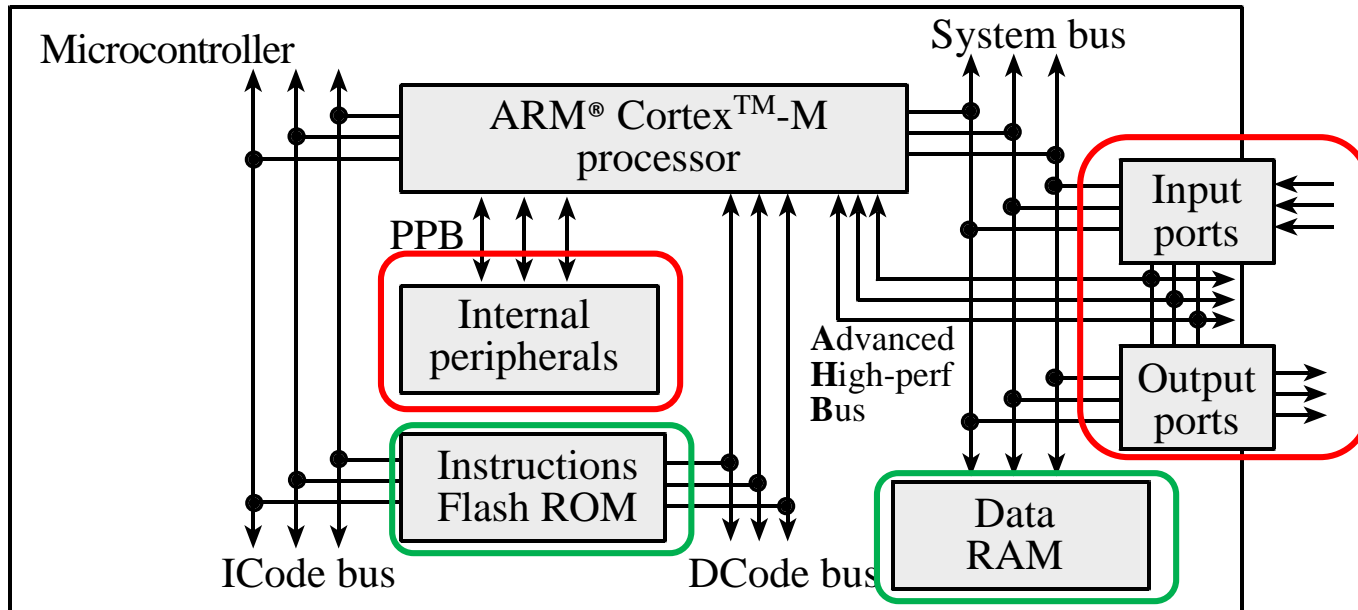 Microcontroller
System bus
ARM® Cortex™-M
processor
Input
ports
PPB
Internal
peripherals
Advanced
High-perf
Bus
Output
ports
Instructions
Flash ROM
Data
RAM
ICode bus
DCode bus